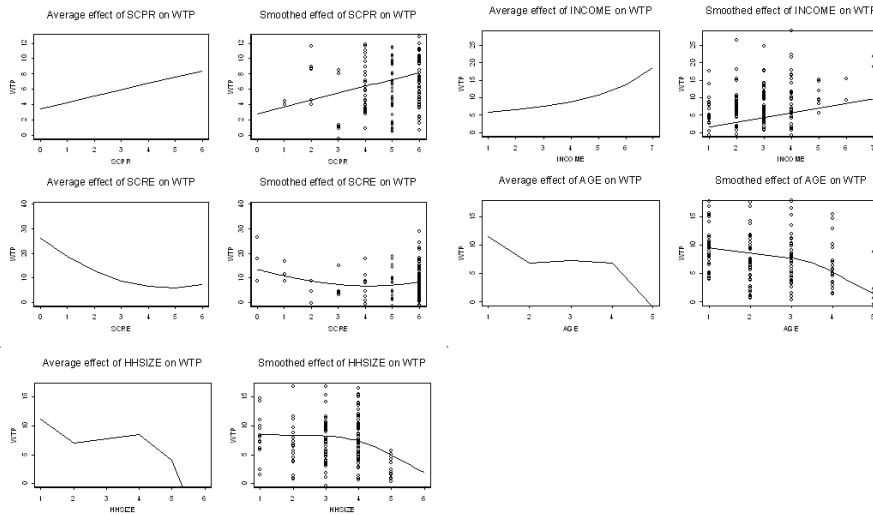 Average effect of SCPR on WTP
WTP
0 2 4 6 8 10 12
0 1 2 3 4 5 6
SCPR
Smoothed effect of SCPR on WTP
WTP
0 2 4 6 8 10 12
0 1 2 3 4 5 6
SCPR
Average effect of INCOME on WTP
WTP
0 5 10 15 20 25
1 2 3 4 5 6 7
INCOME
Smoothed effect of INCOME on WTP
WTP
0 5 10 15 20 25
1 2 3 4 5 6 7
INCOME
Average effect of SCRE on WTP
WTP
0 10 20 30 40
0 1 2 3 4 5 6
SCRE
Smoothed effect of SCRE on WTP
WTP
0 10 20 30 40
0 1 2 3 4 5 6
SCRE
Average effect of AGE on WTP
WTP
0 5 10 15
1 2 3 4 5
AGE
Smoothed effect of AGE on WTP
WTP
0 5 10 15
1 2 3 4 5
AGE
Average effect of HHSIZE on WTP
WTP
0 5 10 15
1 2 3 4 5 6
HHSIZE
Smoothed effect of HHSIZE on WTP
WTP
0 5 10 15
1 2 3 4 5 6
HHSIZE